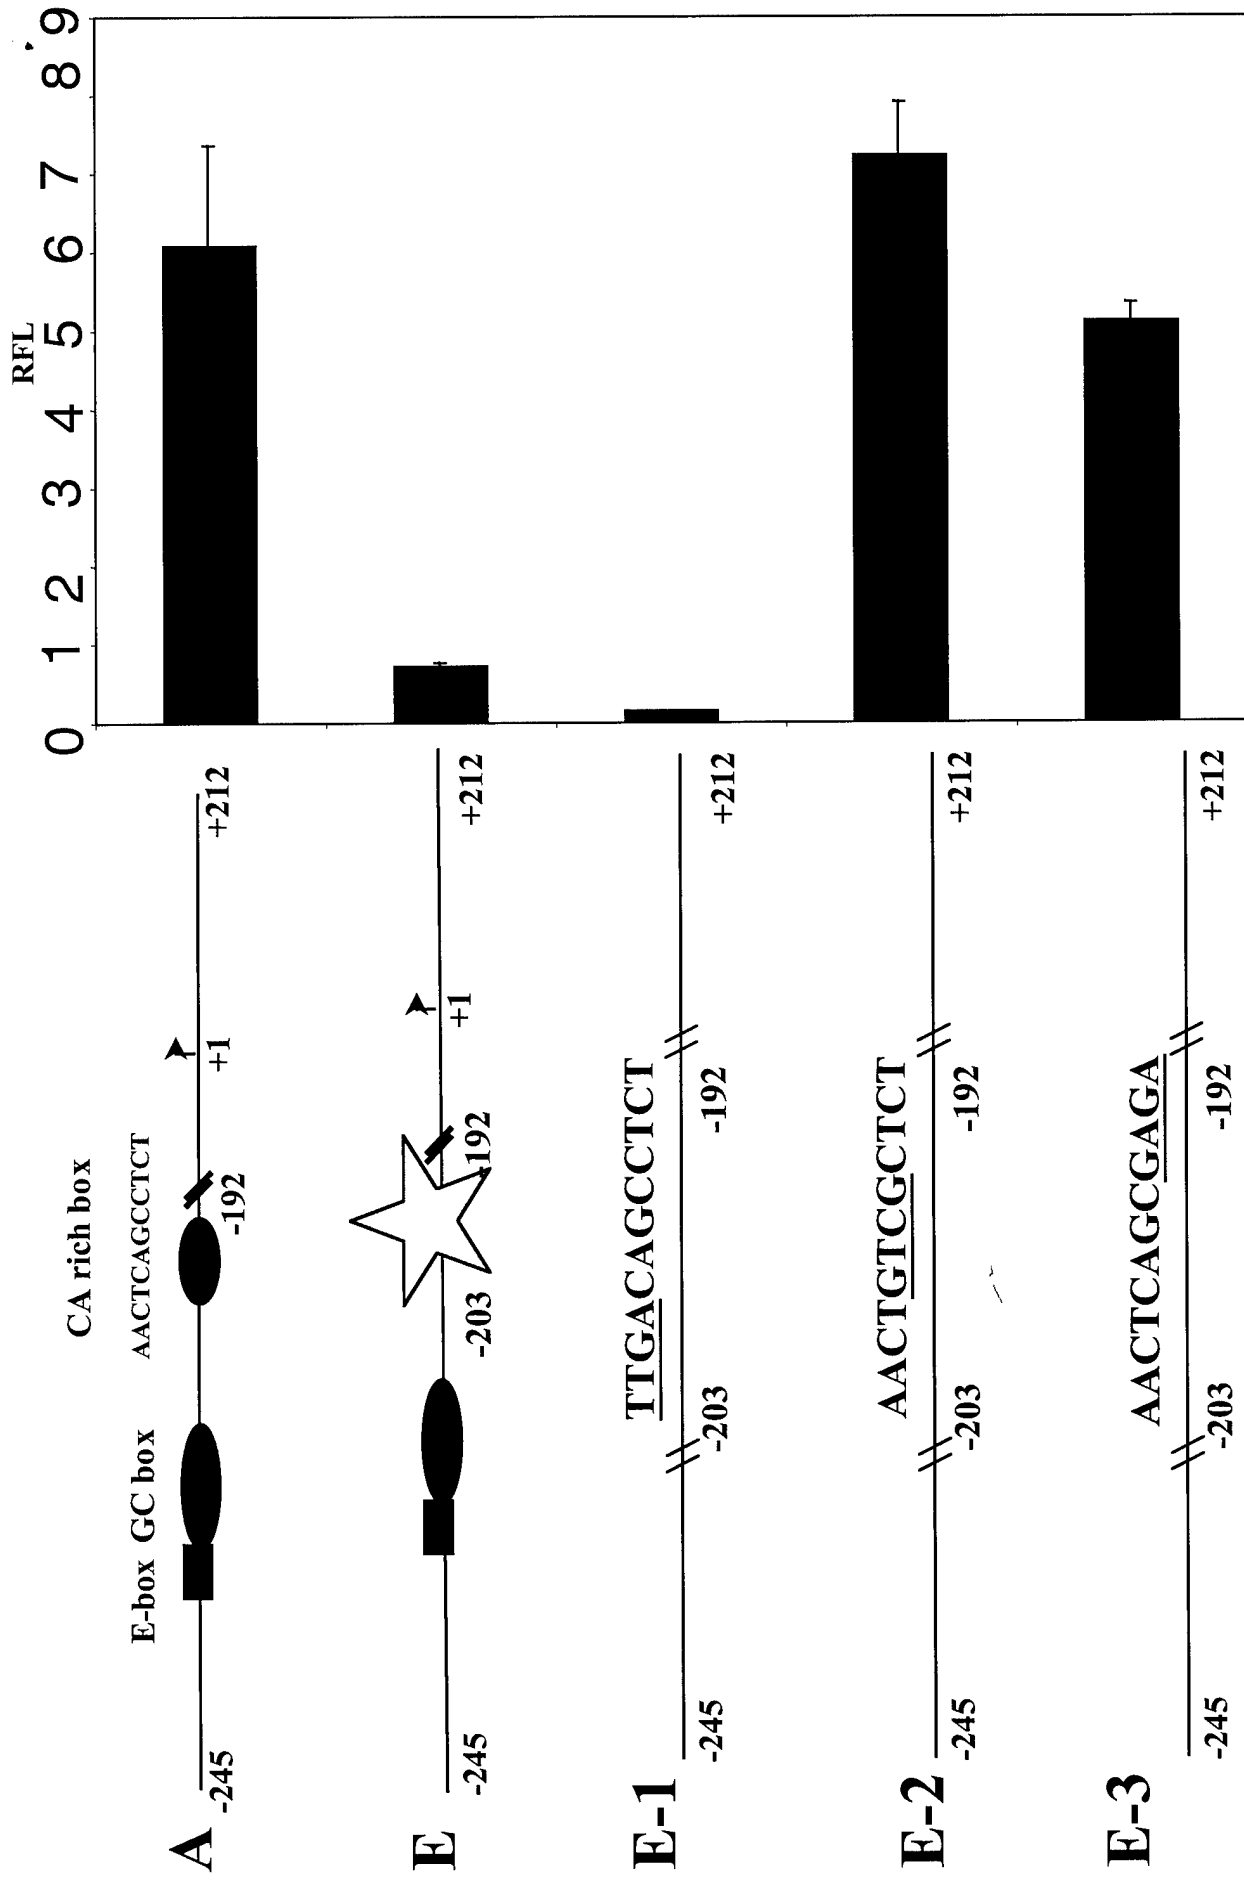 CA rich box
E-box GC box AACTCAGCCTCT
A
-245
-192
+1
+212
E
-245
-203
-192
+1
+212
TTGACAGCCTCT
E-1
-245
-203
-192
+212
AACTGTCGCTCT
E-2
-245
-203
-192
+212
AACTCAGCGAGA
E-3
-245
-203
-192
+212
RFL
0 1 2 3 4 5 6 7 8 9